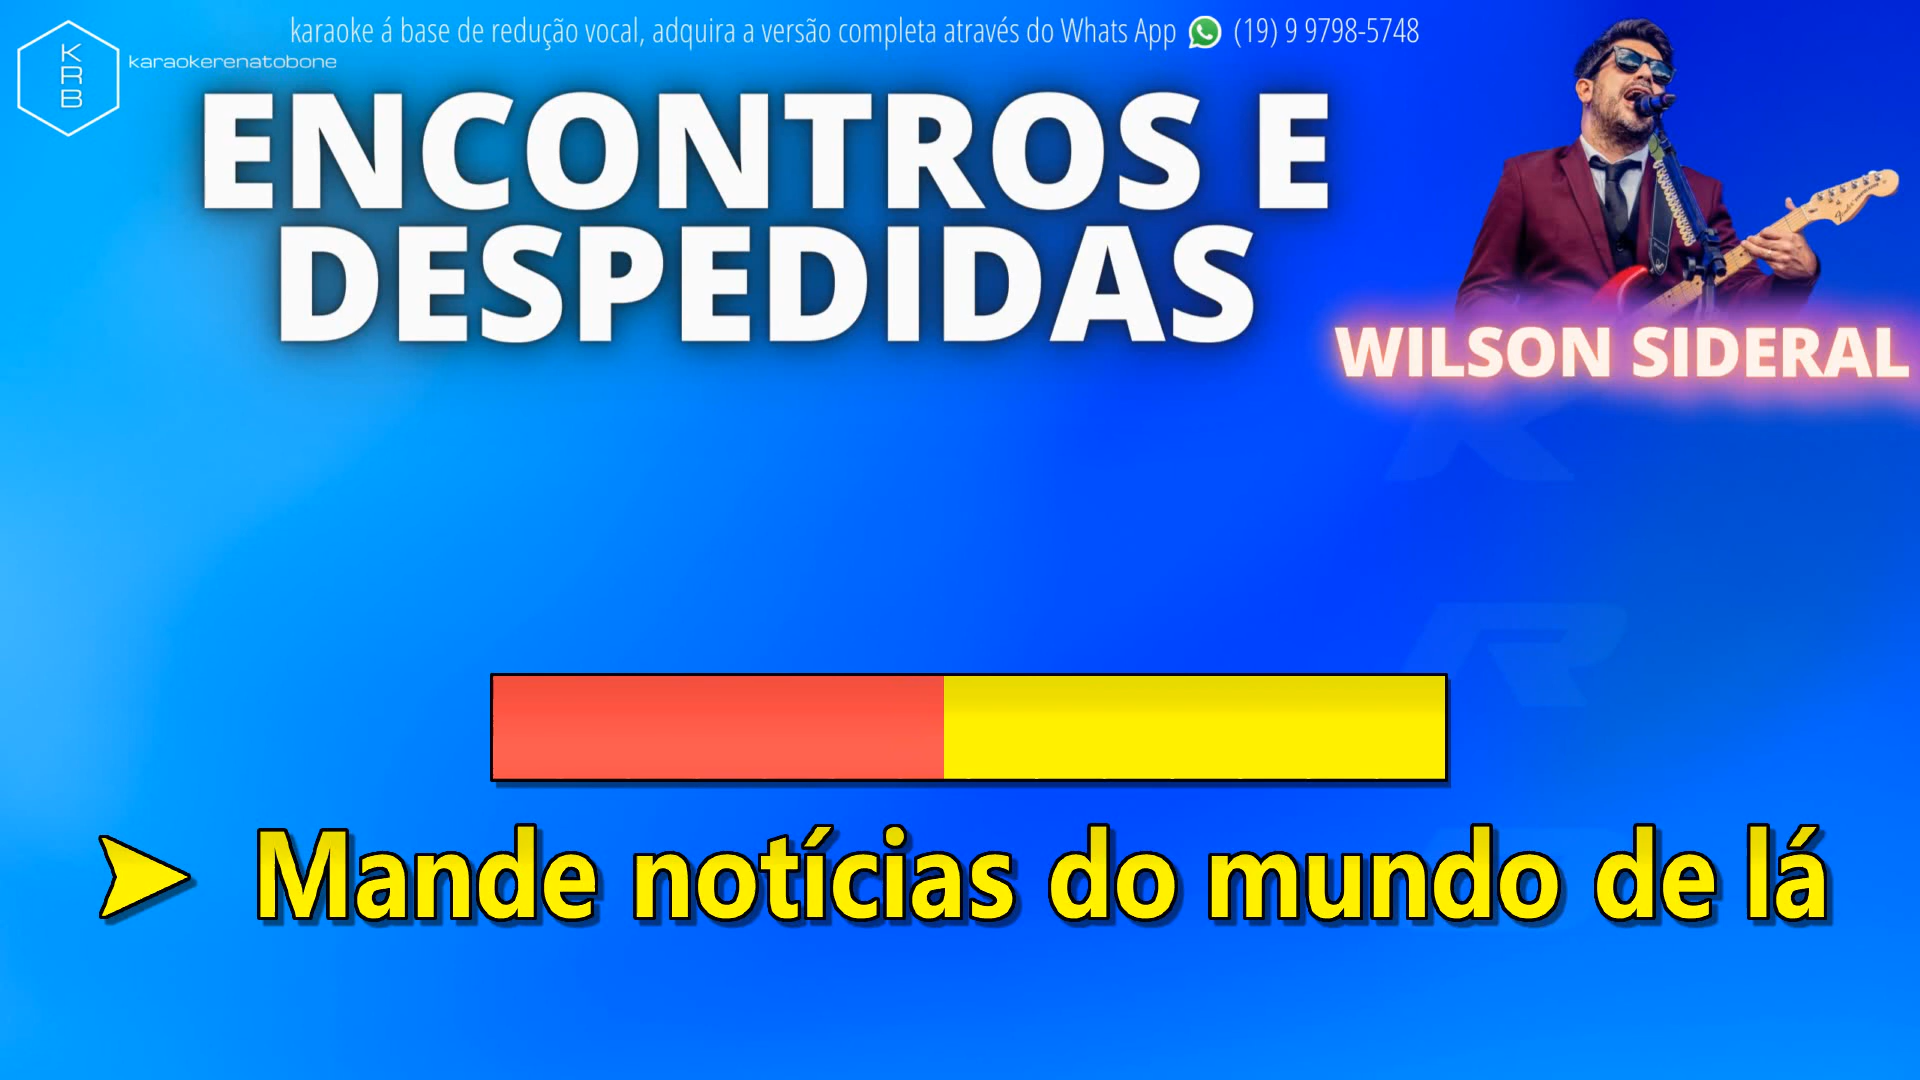 karaoke á base de redução vocal, adquira a versão completa através do Whats App (19) 9 9798-5748
K
R
B
karaokerenatobone
ENCONTROS E
DESPEDIDAS
WILSON SIDERAL
Mande notícias do mundo de lá